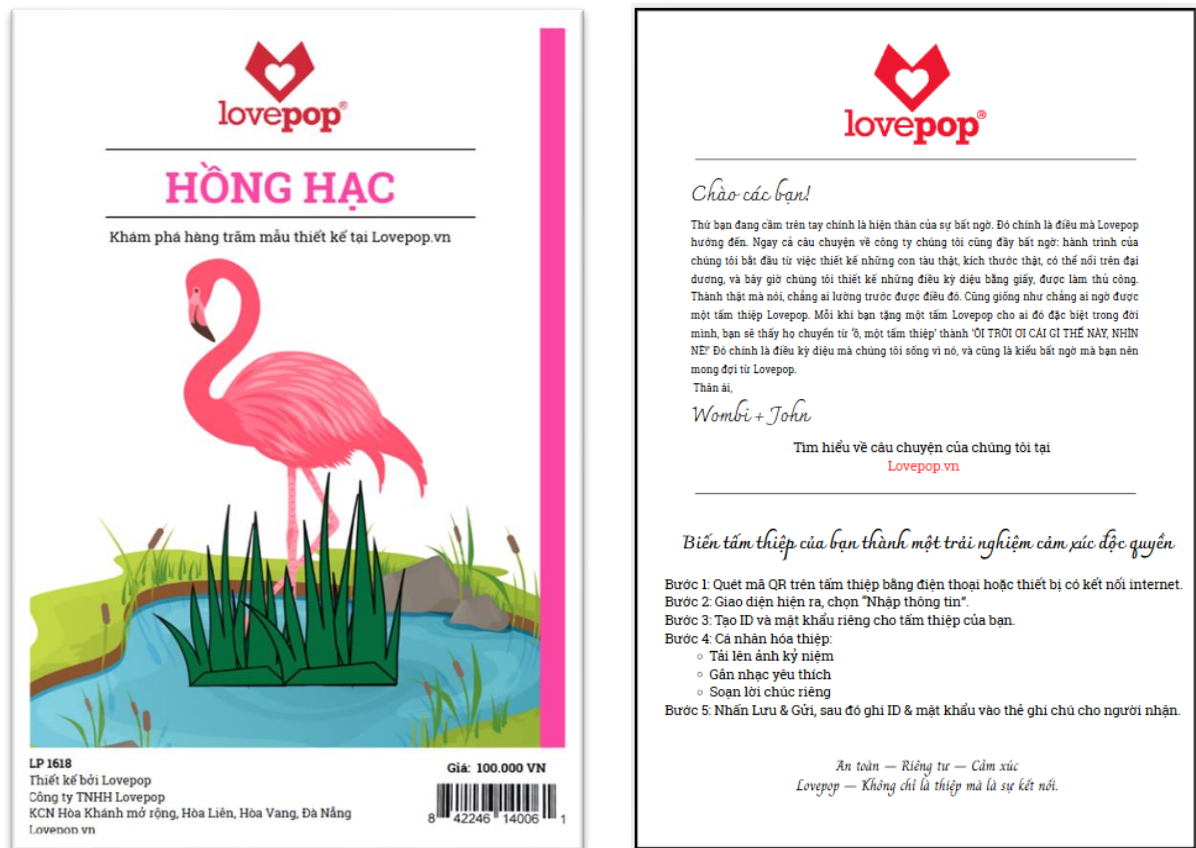 lovepop®
HỒNG HẠC
Khám phá hàng trăm mẫu thiết kế tại Lovepop.vn
LP 1618
Thiết kế bởi Lovepop
Công ty TNHH Lovepop
KCN Hòa Khánh mở rộng, Hòa Liên, Hòa Vang, Đà Nẵng
Lovepop.vn
Giá: 100.000 VN
8 42246 14006 1
lovepop®
Chào các bạn!
Thứ bạn đang cầm trên tay chính là hiện thân của sự bất ngờ. Đó chính là điều mà Lovepop
hướng đến. Ngay cả câu chuyện về công ty chúng tôi cũng đầy bất ngờ: hành trình của
chúng tôi bắt đầu từ việc thiết kế những con tàu thật, kích thước thật, có thể nổi trên đại
dương, và bây giờ chúng tôi thiết kế những điều kỳ diệu bằng giấy, được làm thủ công.
Thành thật mà nói, chẳng ai lường trước được điều đó. Cũng giống như chẳng ai ngờ được
một tấm thiệp Lovepop. Mỗi khi bạn tặng một tấm Lovepop cho ai đó đặc biệt trong đời
mình, bạn sẽ thấy họ chuyển từ 'ồ, một tấm thiệp' thành 'ÔI TRỜI ƠI CÁI GÌ THẾ NÀY, NHÌN
NÈ!' Đó chính là điều kỳ diệu mà chúng tôi sống vì nó, và cũng là kiểu bất ngờ mà bạn nên
mong đợi từ Lovepop.
Thân ái,
Wombi + John
Tìm hiểu về câu chuyện của chúng tôi tại
Lovepop.vn
Biến tấm thiệp của bạn thành một trải nghiệm cảm xúc độc quyền
Bước 1: Quét mã QR trên tấm thiệp bằng điện thoại hoặc thiết bị có kết nối internet.
Bước 2: Giao diện hiện ra, chọn "Nhập thông tin".
Bước 3: Tạo ID và mật khẩu riêng cho tấm thiệp của bạn.
Bước 4: Cá nhân hóa thiệp:
◦ Tải lên ảnh kỷ niệm
◦ Gắn nhạc yêu thích
◦ Soạn lời chúc riêng
Bước 5: Nhấn Lưu & Gửi, sau đó ghi ID & mật khẩu vào thẻ ghi chú cho người nhận.
An toàn — Riêng tư — Cảm xúc
Lovepop — Không chỉ là thiệp mà là sự kết nối.